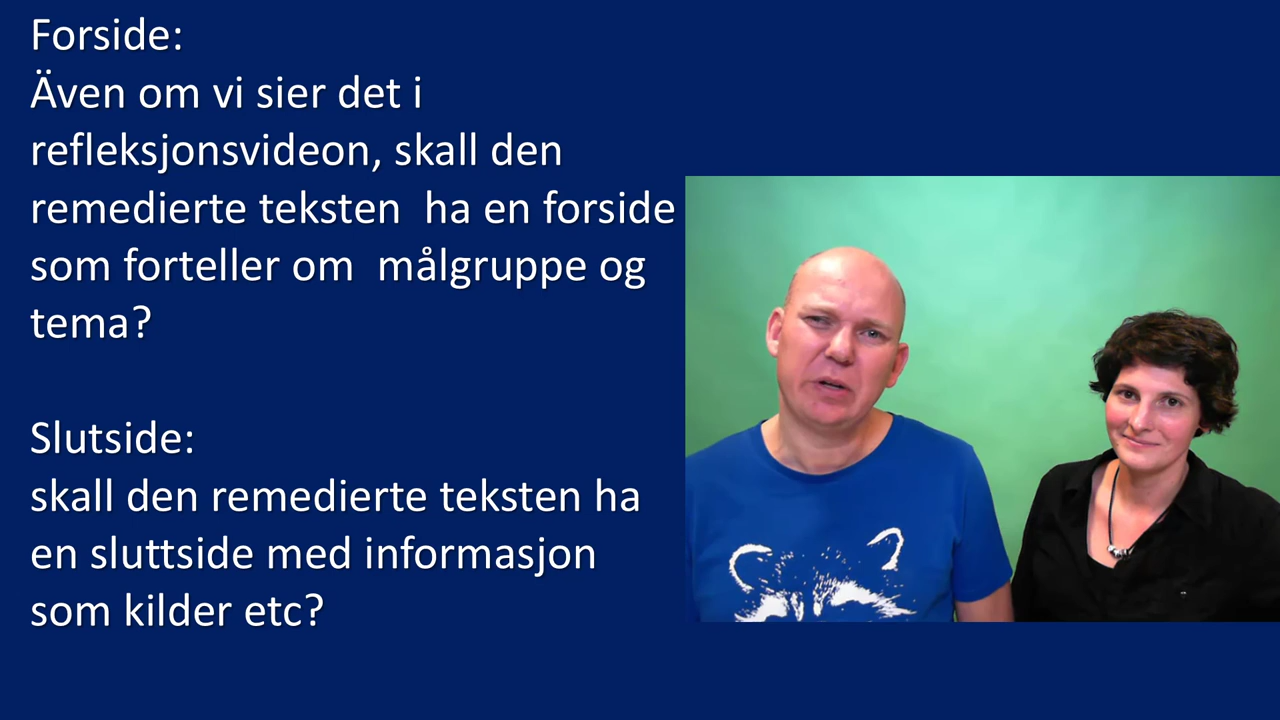 Forside:
Även om vi sier det i
refleksjonsvideon, skall den
remedierte teksten  ha en forside
som forteller om  målgruppe og
tema?

Slutside:
skall den remedierte teksten ha
en sluttside med informasjon
som kilder etc?